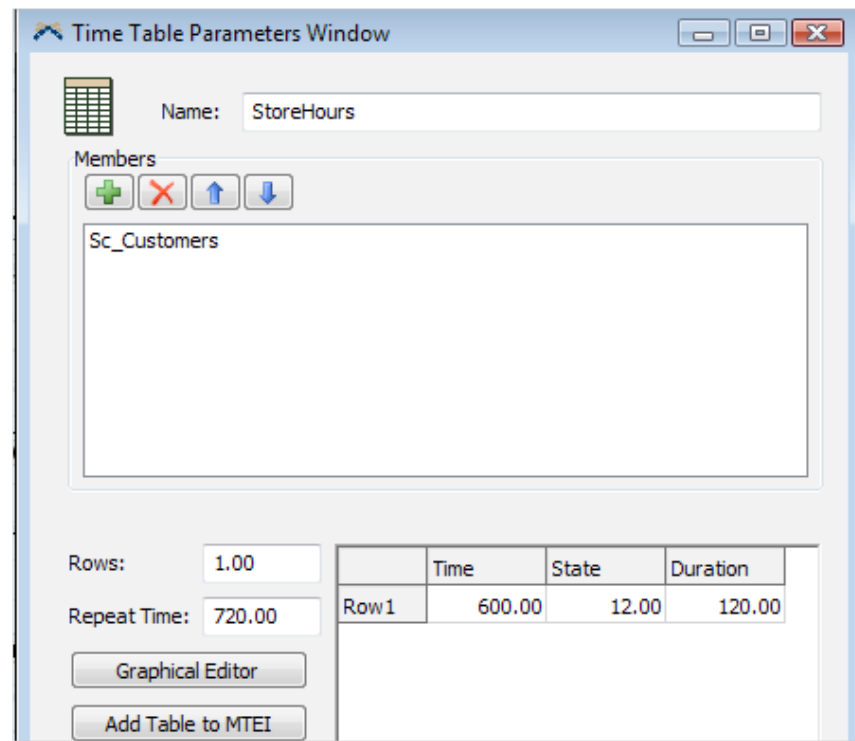 Time Table Parameters Window
Name: StoreHours
Members
Sc_Customers
Rows: 1.00
Repeat Time: 720.00
Graphical Editor
Add Table to MTEI
Time State Duration
Row1 600.00 12.00 120.00